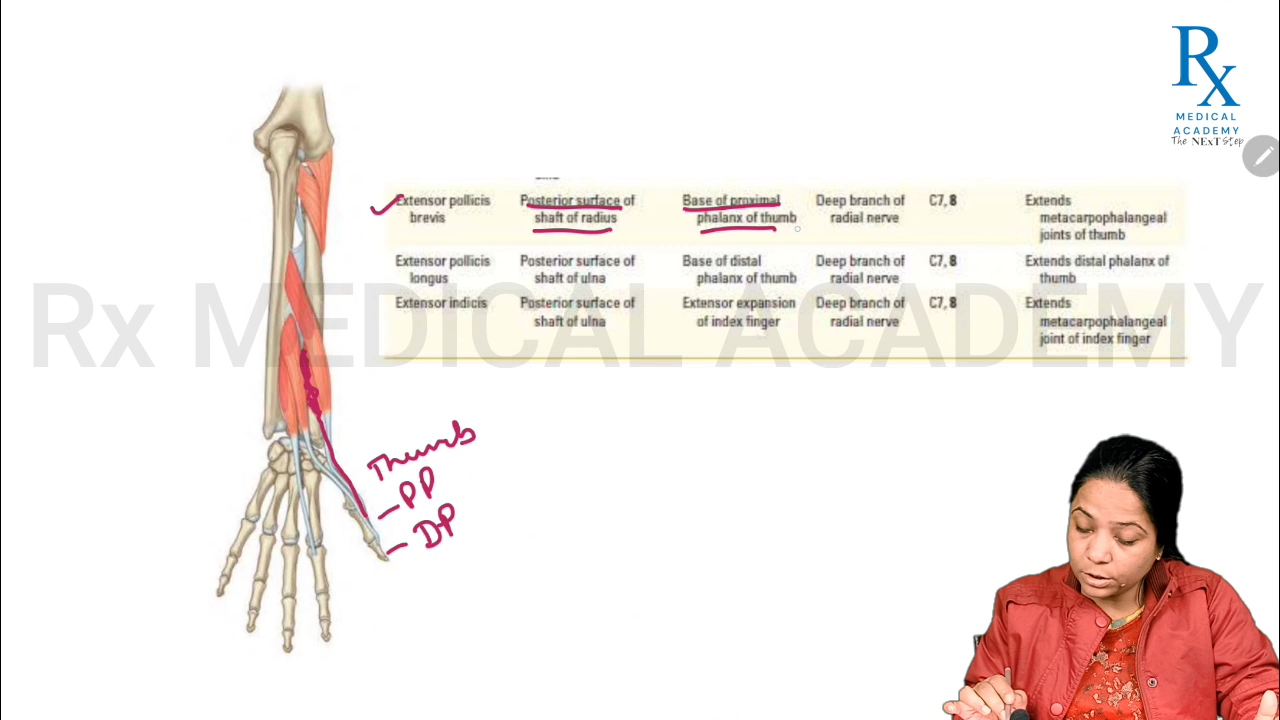 Rx
MEDICAL
ACADEMY
The NExT Step
Extensor pollicis brevis
Posterior surface of shaft of radius
Base of proximal phalanx of thumb
Deep branch of radial nerve
C7, 8
Extends metacarpophalangeal joints of thumb
Extensor pollicis longus
Posterior surface of shaft of ulna
Base of distal phalanx of thumb
Deep branch of radial nerve
C7, 8
Extends distal phalanx of thumb
Extensor indicis
Posterior surface of shaft of ulna
Extensor expansion of index finger
Deep branch of radial nerve
C7, 8
Extends metacarpophalangeal joint of index finger
Rx MEDICAL ACADEMY
Thumb
PP
DP